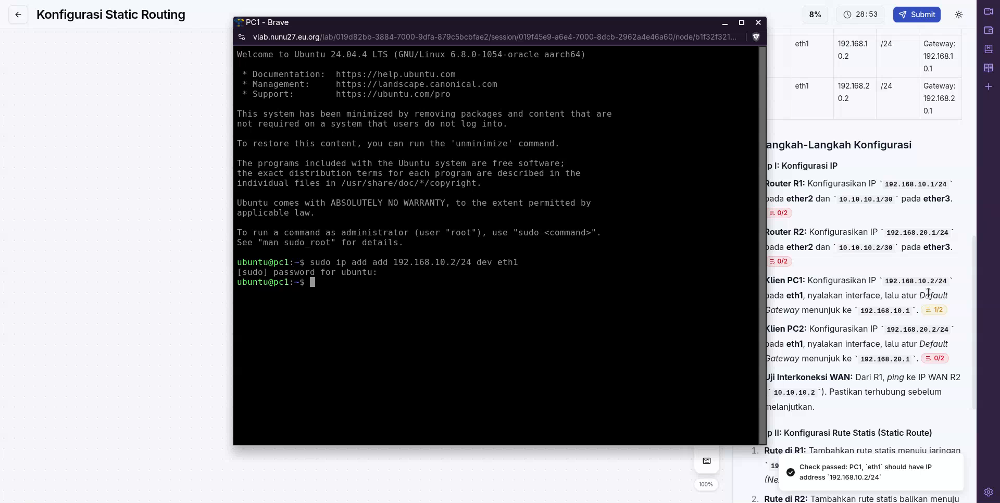 Konfigurasi Static Routing
8%
28:53
Submit
PC1 - Brave
vlab.nunu27.eu.org/lab/019d82bb-3884-7000-9dfa-879c5bcbfae2/session/019f45e9-a6e4-7000-8dcb-2962a4e46a60/node/b1f32f321...
Welcome to Ubuntu 24.04.4 LTS (GNU/Linux 6.8.0-1054-oracle aarch64)
* Documentation: https://help.ubuntu.com
* Management: https://landscape.canonical.com
* Support: https://ubuntu.com/pro
This system has been minimized by removing packages and content that are
not required on a system that users do not log into.
To restore this content, you can run the 'unminimize' command.
The programs included with the Ubuntu system are free software;
the exact distribution terms for each program are described in the
individual files in /usr/share/doc/*/copyright.
Ubuntu comes with ABSOLUTELY NO WARRANTY, to the extent permitted by
applicable law.
To run a command as administrator (user "root"), use "sudo <command>".
See "man sudo_root" for details.
ubuntu@pc1:~$ sudo ip add add 192.168.10.2/24 dev eth1
[sudo] password for ubuntu:
ubuntu@pc1:~$
eth1 192.168.1 /24 Gateway:
0.2 192.168.1
0.1
eth1 192.168.2 /24 Gateway:
0.2 192.168.2
0.1
angkah-Langkah Konfigurasi
p I: Konfigurasi IP
Router R1: Konfigurasikan IP `192.168.10.1/24`
pada ether2 dan `10.10.10.1/30` pada ether3.
0/2
Router R2: Konfigurasikan IP `192.168.20.1/24`
pada ether2 dan `10.10.10.2/30` pada ether3.
0/2
Klien PC1: Konfigurasikan IP `192.168.10.2/24`
pada eth1, nyalakan interface, lalu atur Default
Gateway menunjuk ke `192.168.10.1`. 1/2
Klien PC2: Konfigurasikan IP `192.168.20.2/24`
pada eth1, nyalakan interface, lalu atur Default
Gateway menunjuk ke `192.168.20.1`. 0/2
Uji Interkoneksi WAN: Dari R1, ping ke IP WAN R2
(`10.10.10.2`). Pastikan terhubung sebelum
melanjutkan.
p II: Konfigurasi Rute Statis (Static Route)
1. Rute di R1: Tambahkan rute statis menuju jaringan
`19
(Ne
2. Rute di R2: Tambahkan rute statis balikan menuju
Check passed: PC1, `eth1` should have IP
address `192.168.10.2/24`
100%